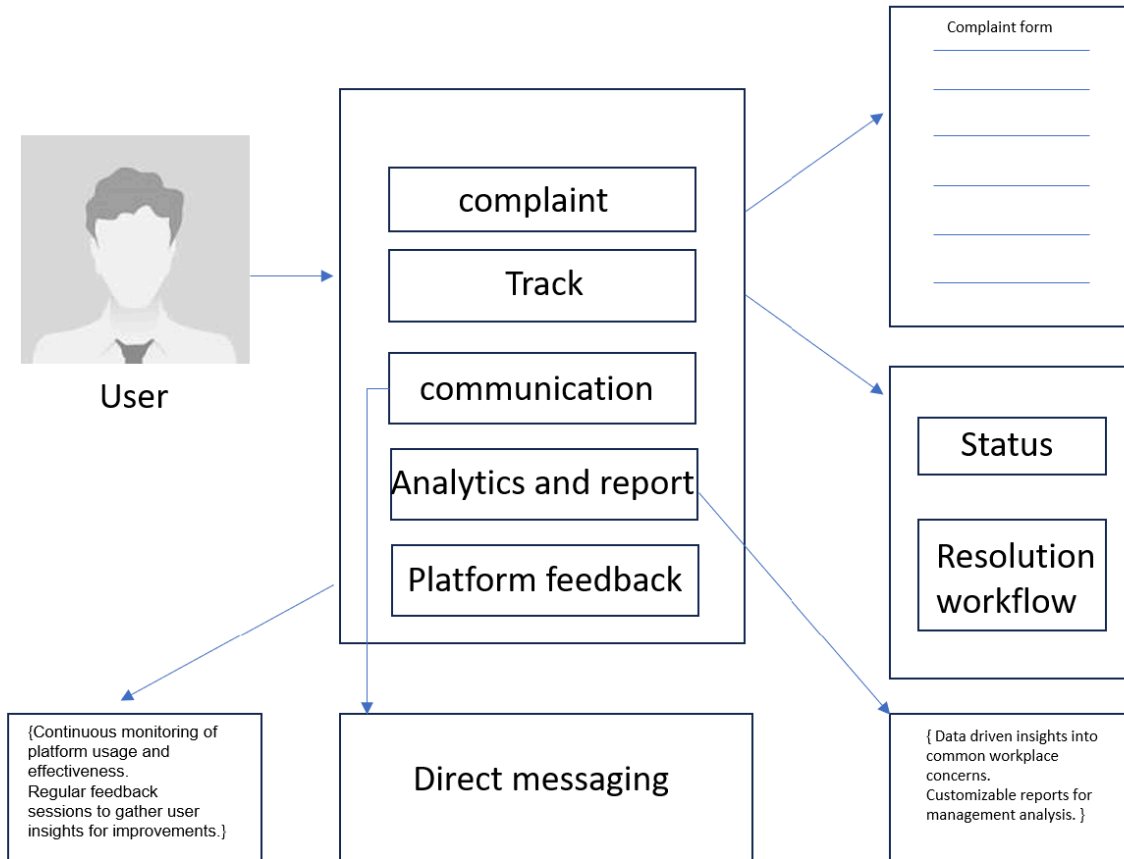 Complaint form
complaint
Track
communication
Analytics and report
Platform feedback
User
Status
Resolution
workflow
{Continuous monitoring of
platform usage and
effectiveness.
Regular feedback
sessions to gather user
insights for improvements.}
Direct messaging
{ Data driven insights into
common workplace
concerns.
Customizable reports for
management analysis. }